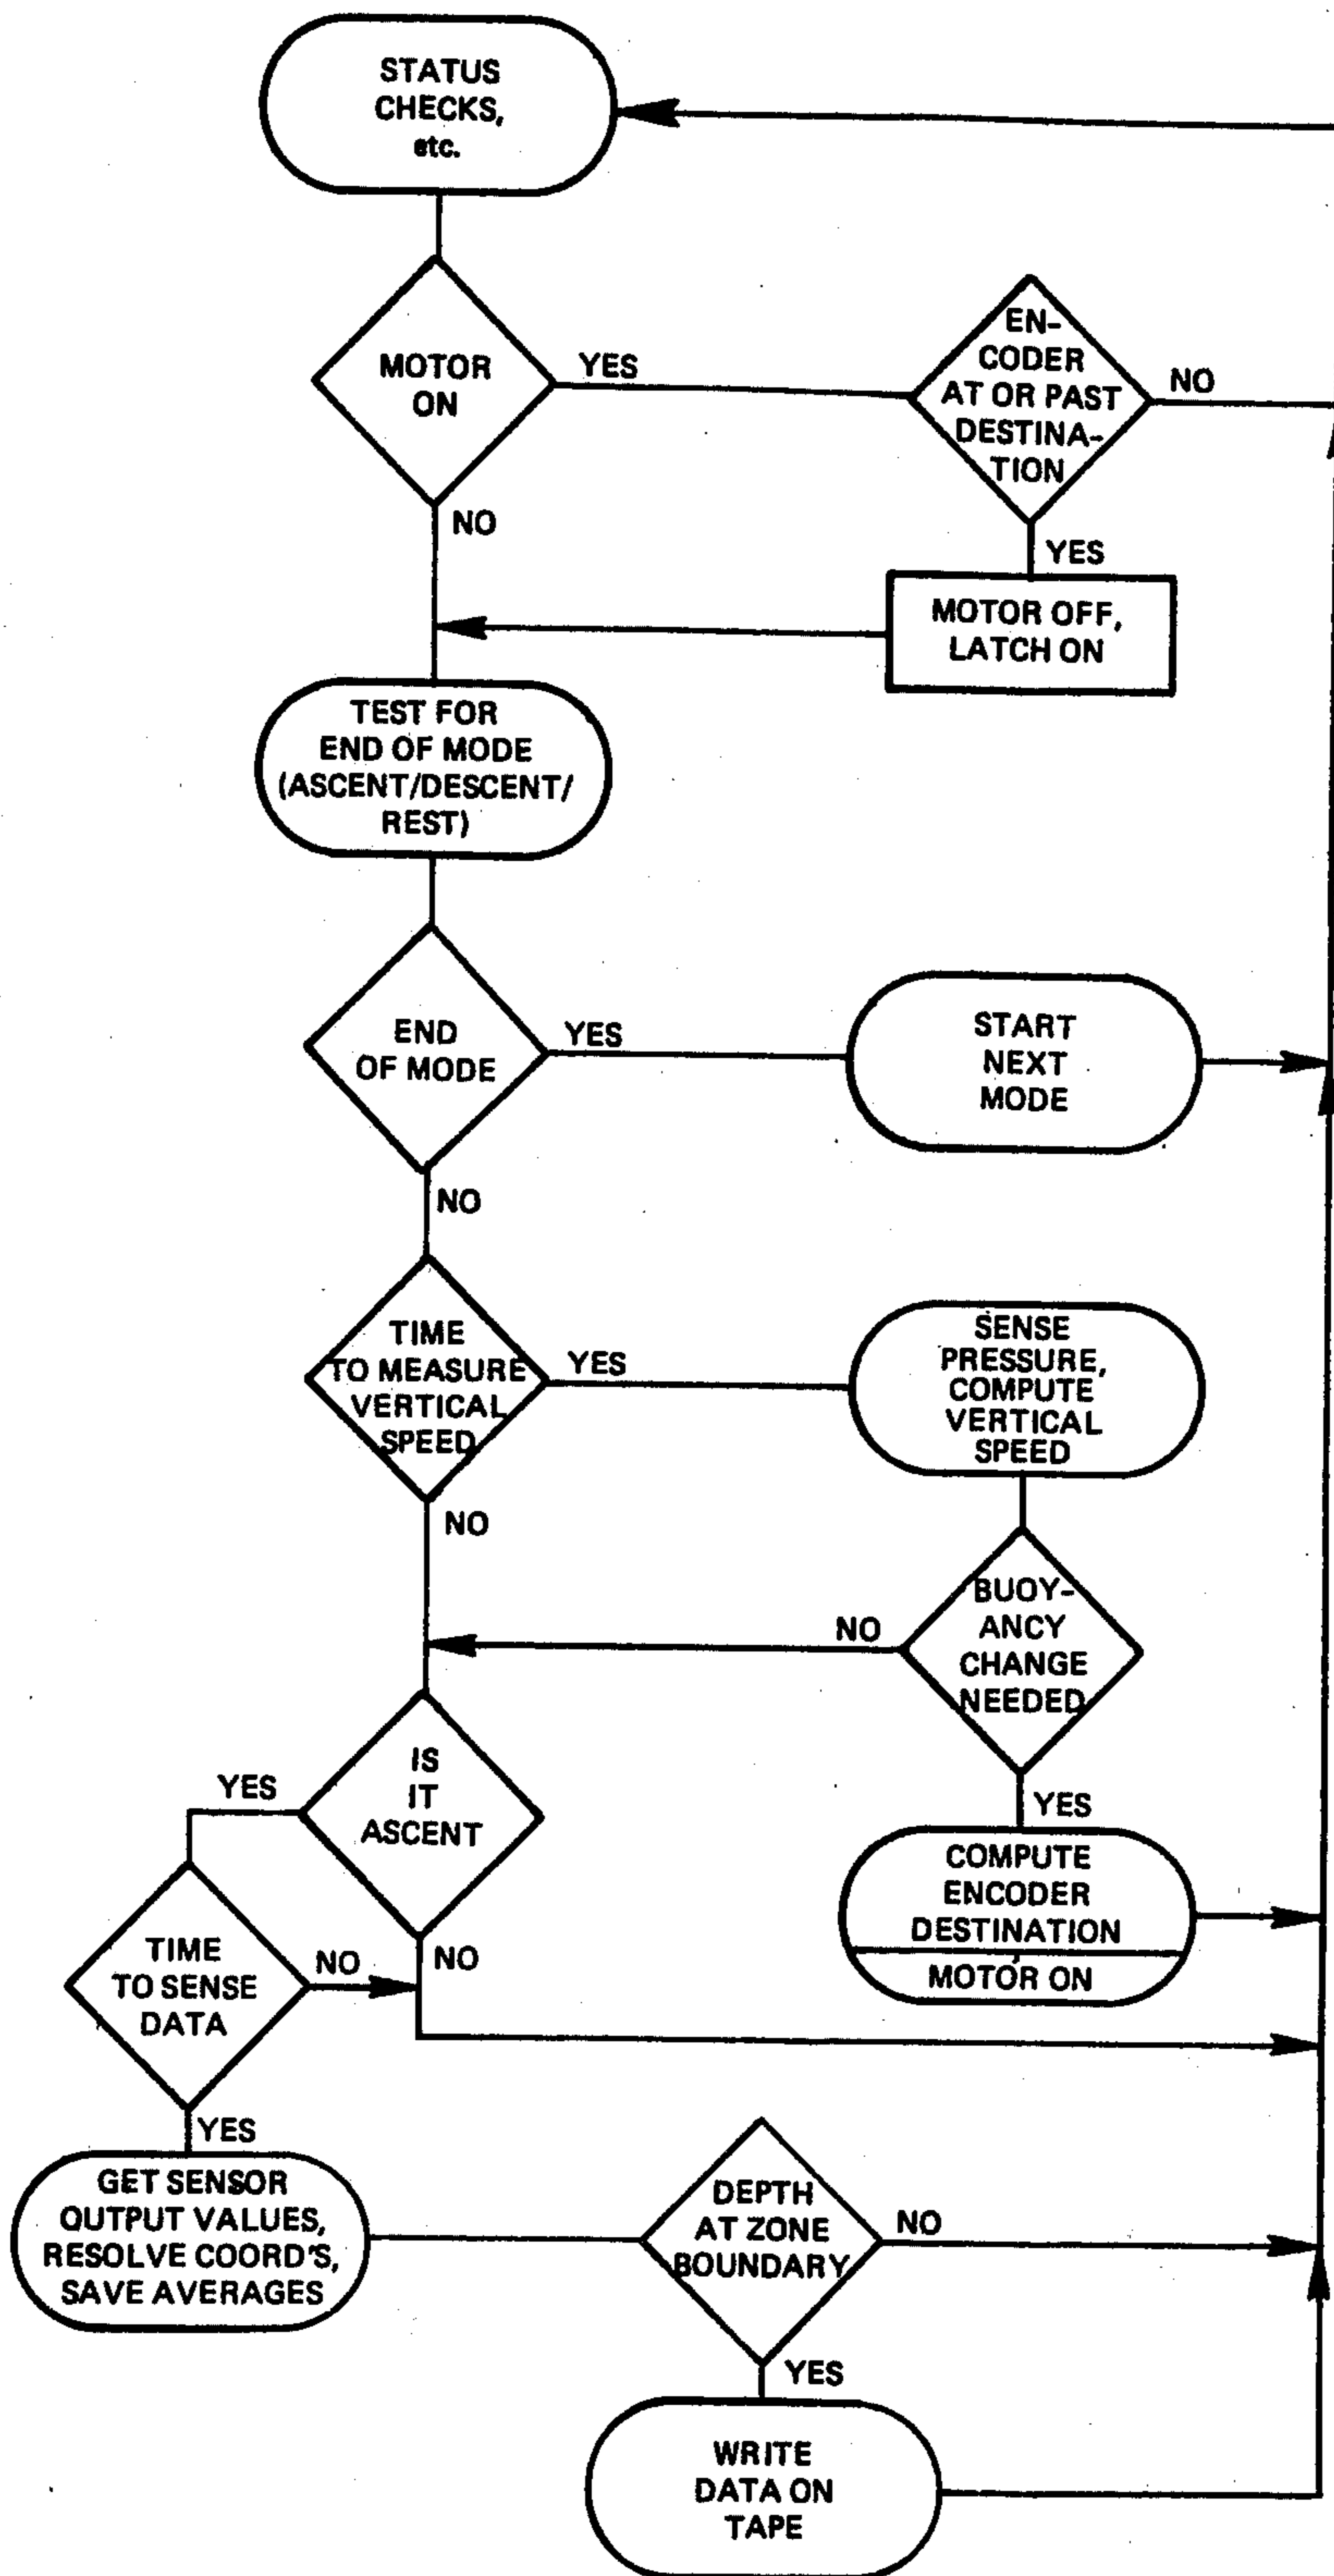 STATUS
CHECKS,
etc.
MOTOR
ON
YES
EN-
CODER
AT OR PAST
DESTINA-
TION
NO
NO
YES
MOTOR OFF,
LATCH ON
TEST FOR
END OF MODE
(ASCENT/DESCENT/
REST)
END
OF MODE
YES
START
NEXT
MODE
NO
TIME
TO MEASURE
VERTICAL
SPEED
YES
SENSE
PRESSURE,
COMPUTE
VERTICAL
SPEED
NO
BUOY-
ANCY
CHANGE
NEEDED
NO
YES
IS
IT
ASCENT
YES
NO
COMPUTE
ENCODER
DESTINATION
MOTOR ON
TIME
TO SENSE
DATA
NO
YES
GET SENSOR
OUTPUT VALUES,
RESOLVE COORD'S,
SAVE AVERAGES
DEPTH
AT ZONE
BOUNDARY
NO
YES
WRITE
DATA ON
TAPE